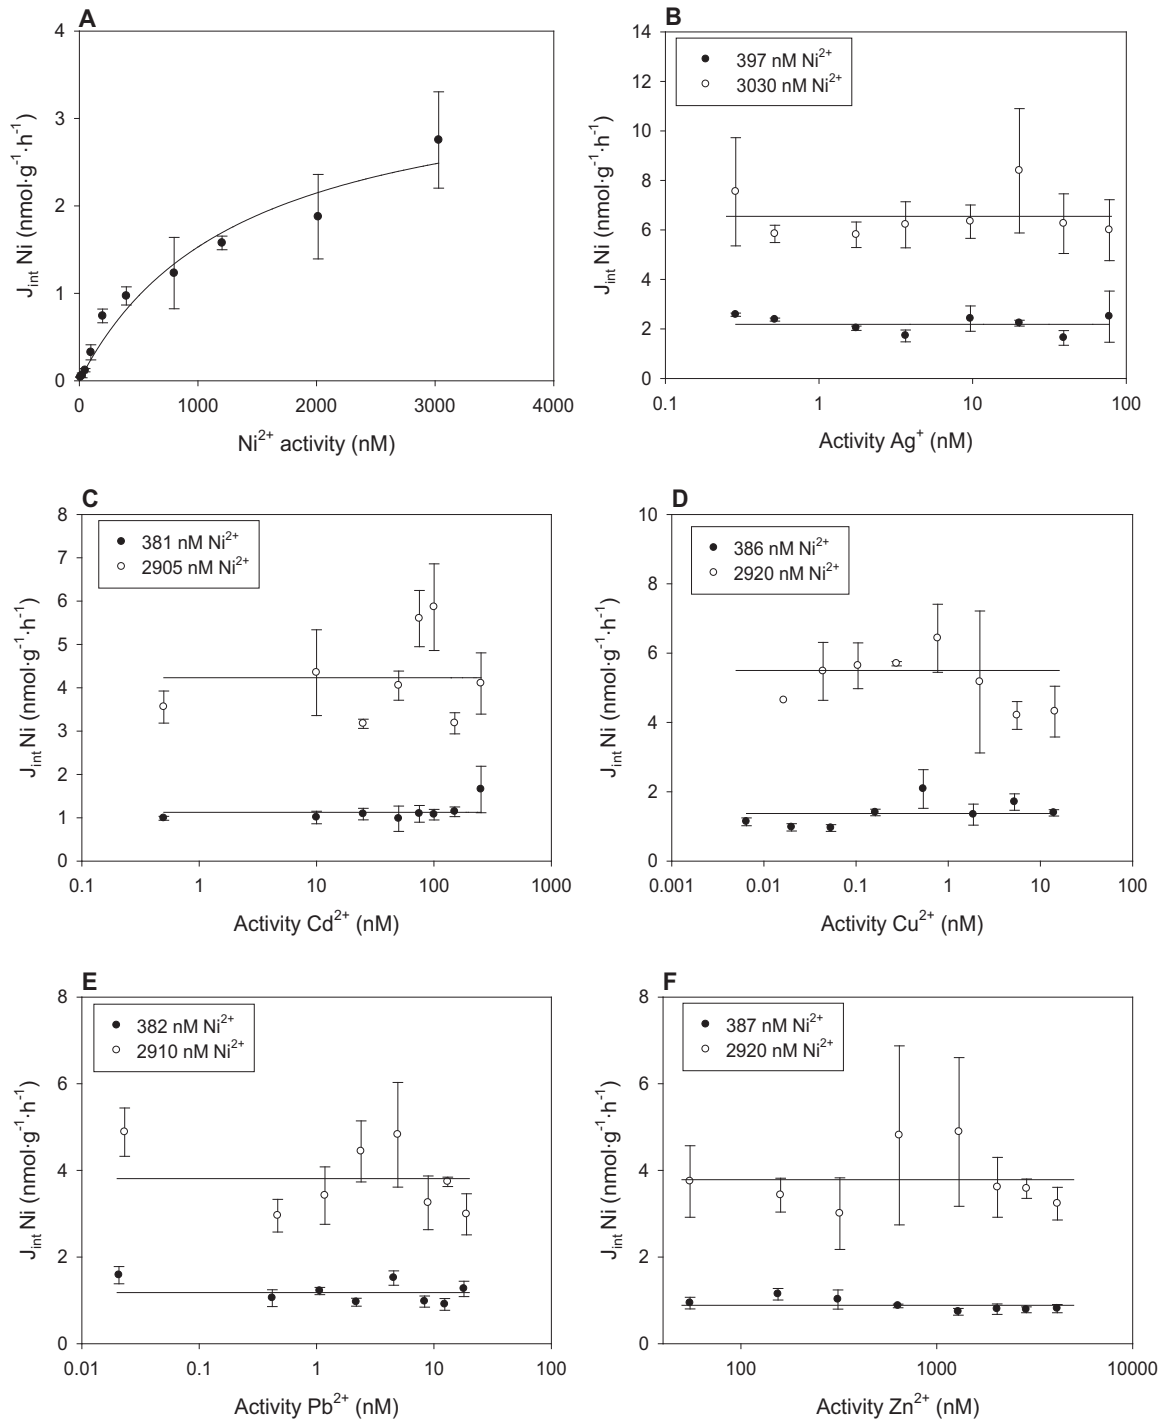 A
4
3
2
1
0
J_int Ni (nmol·g⁻¹·h⁻¹)
0 1000 2000 3000 4000
Ni²⁺ activity (nM)
B
14
12
10
8
6
4
2
0
J_int Ni (nmol·g⁻¹·h⁻¹)
397 nM Ni²⁺
3030 nM Ni²⁺
0.1 1 10 100
Activity Ag⁺ (nM)
C
8
7
6
5
4
3
2
1
0
J_int Ni (nmol·g⁻¹·h⁻¹)
381 nM Ni²⁺
2905 nM Ni²⁺
0.1 1 10 100 1000
Activity Cd²⁺ (nM)
D
10
8
6
4
2
0
J_int Ni (nmol·g⁻¹·h⁻¹)
386 nM Ni²⁺
2920 nM Ni²⁺
0.001 0.01 0.1 1 10 100
Activity Cu²⁺ (nM)
E
8
6
4
2
0
J_int Ni (nmol·g⁻¹·h⁻¹)
382 nM Ni²⁺
2910 nM Ni²⁺
0.01 0.1 1 10 100
Activity Pb²⁺ (nM)
F
8
6
4
2
0
J_int Ni (nmol·g⁻¹·h⁻¹)
387 nM Ni²⁺
2920 nM Ni²⁺
100 1000 10000
Activity Zn²⁺ (nM)